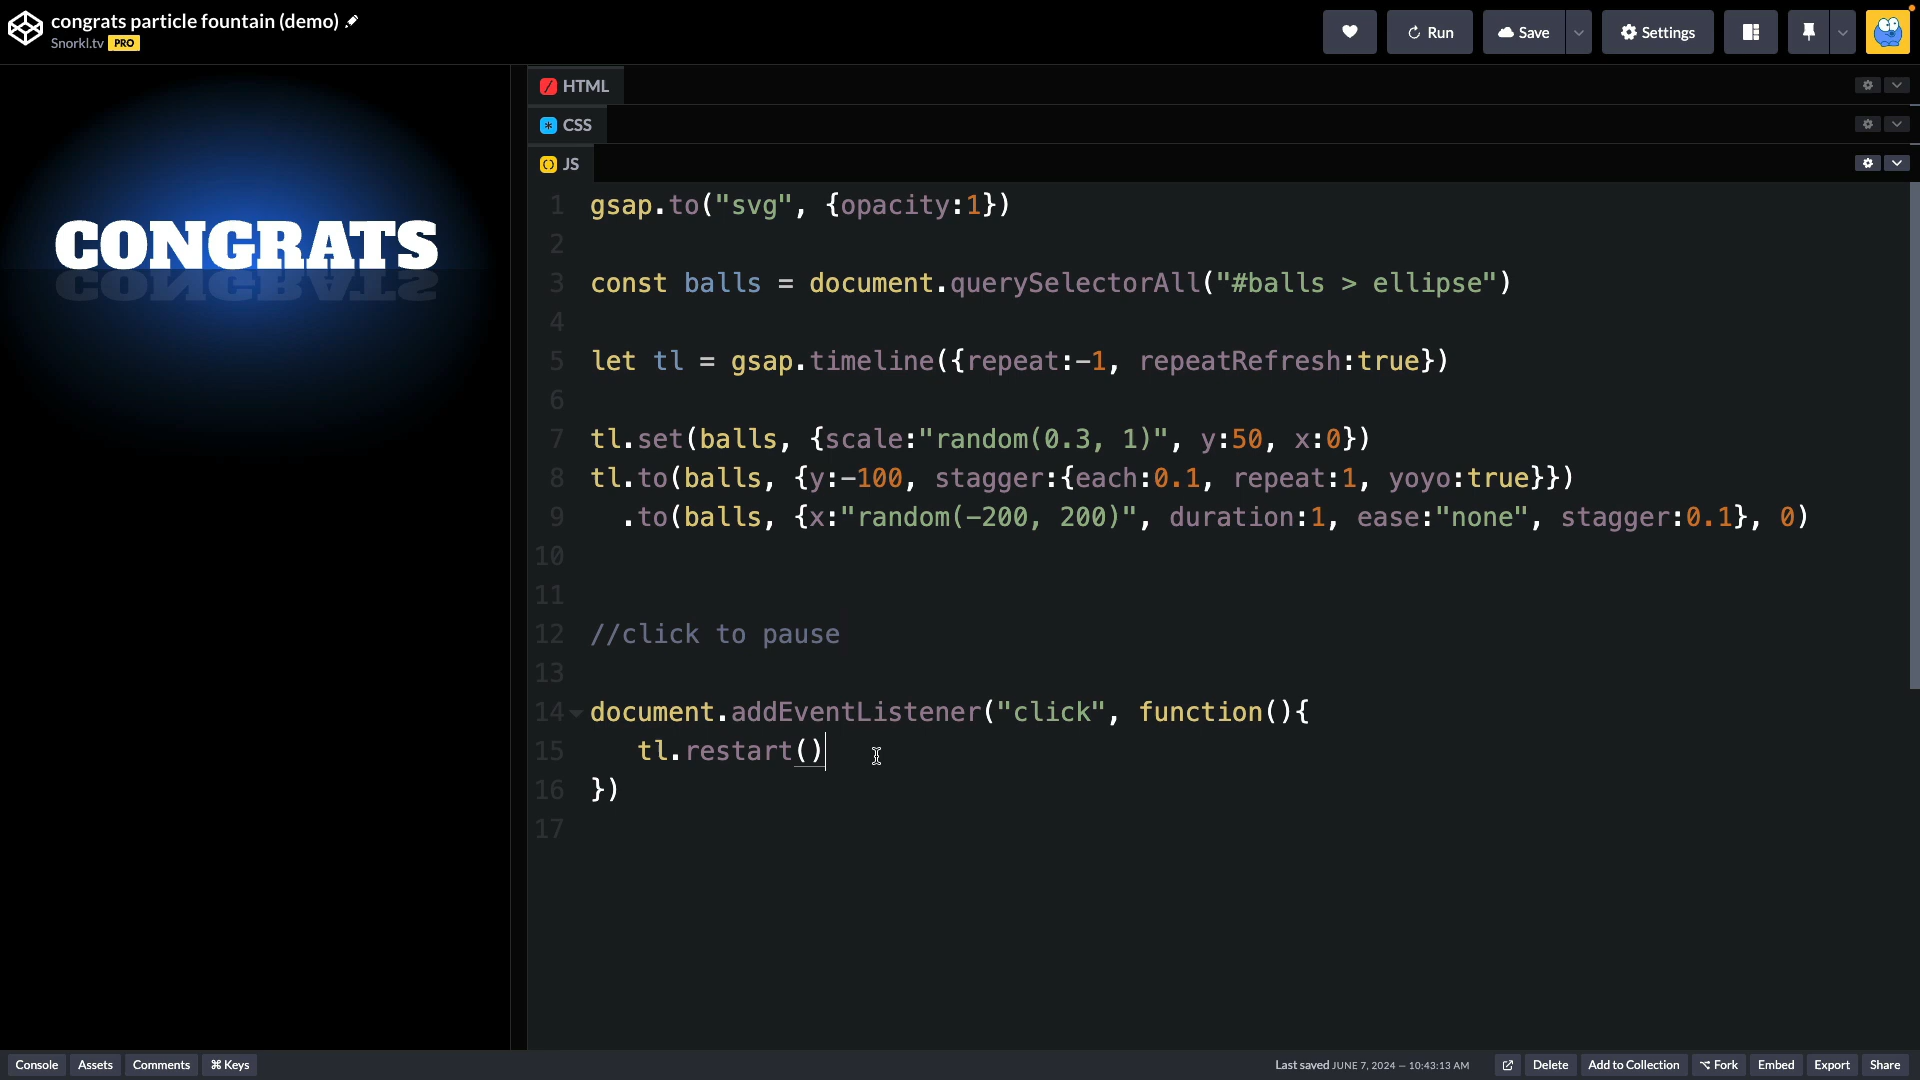 congrats particle fountain (demo)
Snorkl.tv PRO
Run
Save
Settings
CONGRATS
HTML
CSS
JS
1 gsap.to("svg", {opacity:1})
2
3 const balls = document.querySelectorAll("#balls > ellipse")
4
5 let tl = gsap.timeline({repeat:-1, repeatRefresh:true})
6
7 tl.set(balls, {scale:"random(0.3, 1)", y:50, x:0})
8 tl.to(balls, {y:-100, stagger:{each:0.1, repeat:1, yoyo:true}})
9 .to(balls, {x:"random(-200, 200)", duration:1, ease:"none", stagger:0.1}, 0)
10
11
12 //click to pause
13
14 document.addEventListener("click", function(){
15 tl.restart()
16 })
17
Console Assets Comments ⌘ Keys
Last saved JUNE 7, 2024 — 10:43:13 AM
Delete Add to Collection Fork Embed Export Share